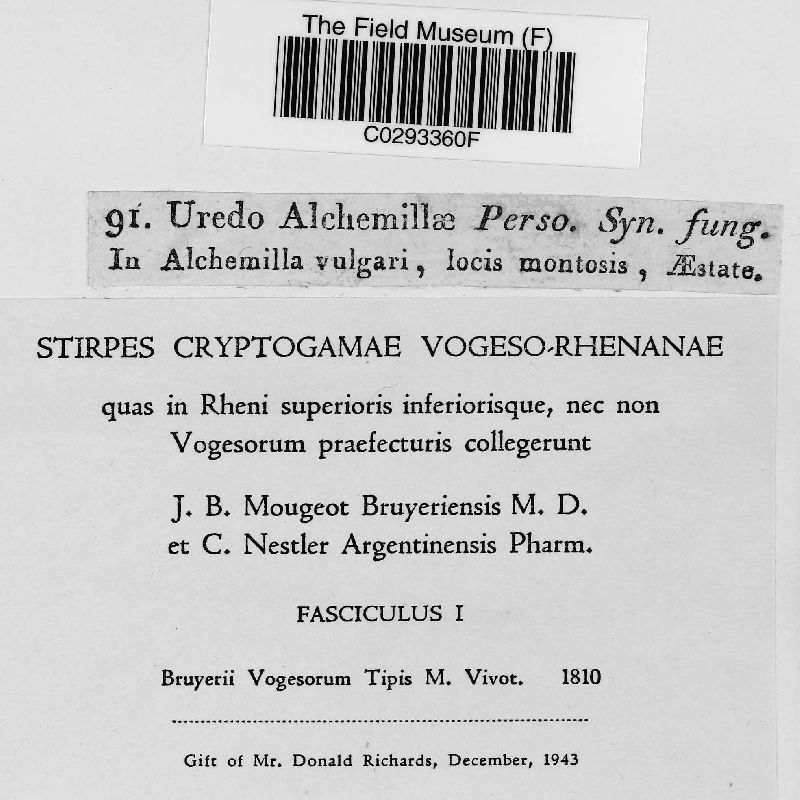 The Field Museum (F)
C0293360F
91. Uredo Alchemillæ Perso. Syn. fung.
In Alchemilla vulgari, locis montosis, Æstate.
STIRPES CRYPTOGAMAE VOGESO-RHENANAE
quas in Rheni superioris inferiorisque, nec non
Vogesorum praefecturis collegerunt
J. B. Mougeot Bruyeriensis M. D.
et C. Nestler Argentinensis Pharm.
FASCICULUS I
Bruyerii Vogesorum Tipis M. Vivot. 1810
Gift of Mr. Donald Richards, December, 1943